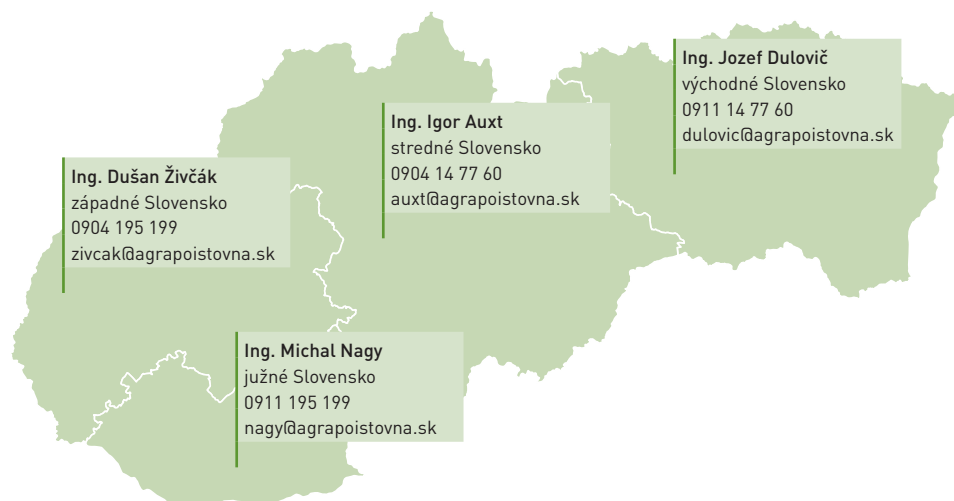 Ing. Jozef Dulovič
východné Slovensko
0911 14 77 60
dulovic@agrapoistovna.sk
Ing. Igor Auxt
stredné Slovensko
0904 14 77 60
auxt@agrapoistovna.sk
Ing. Dušan Živčák
západné Slovensko
0904 195 199
zivcak@agrapoistovna.sk
Ing. Michal Nagy
južné Slovensko
0911 195 199
nagy@agrapoistovna.sk